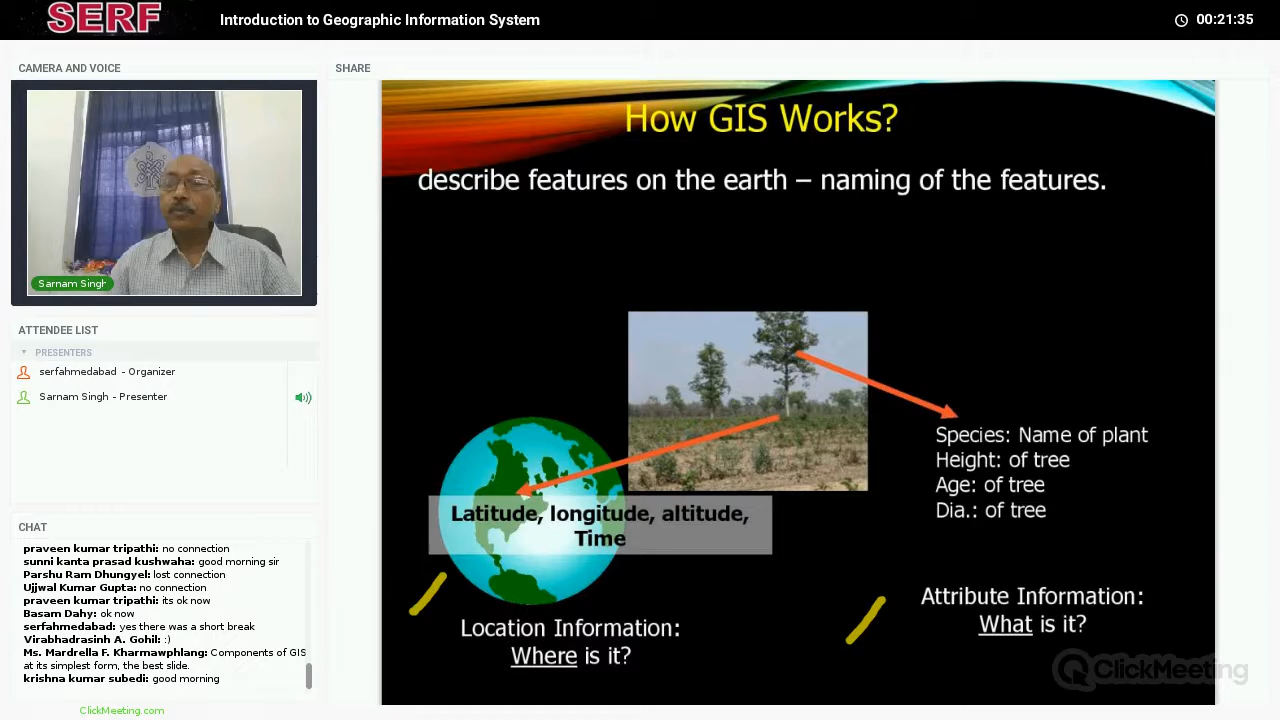 SERF
Introduction to Geographic Information System
00:21:35
CAMERA AND VOICE
Sarnam Singh
ATTENDEE LIST
PRESENTERS
serfahmedabad - Organizer
Sarnam Singh - Presenter
CHAT
praveen kumar tripathi: no connection
sunni kanta prasad kushwaha: good morning sir
Parshu Ram Dhungyel: lost connection
Ujjwal Kumar Gupta: no connection
praveen kumar tripathi: its ok now
Basam Dahy: ok now
serfahmedabad: yes there was a short break
Virabhadrasinh A. Gohil: :)
Ms. Mardrella F. Kharmawphlang: Components of GIS
at its simplest form, the best slide.
krishna kumar subedi: good morning
ClickMeeting.com
SHARE
How GIS Works?
describe features on the earth – naming of the features.
Species: Name of plant
Height: of tree
Age: of tree
Dia.: of tree
Latitude, longitude, altitude,
Time
Location Information:
Where is it?
Attribute Information:
What is it?
ClickMeeting